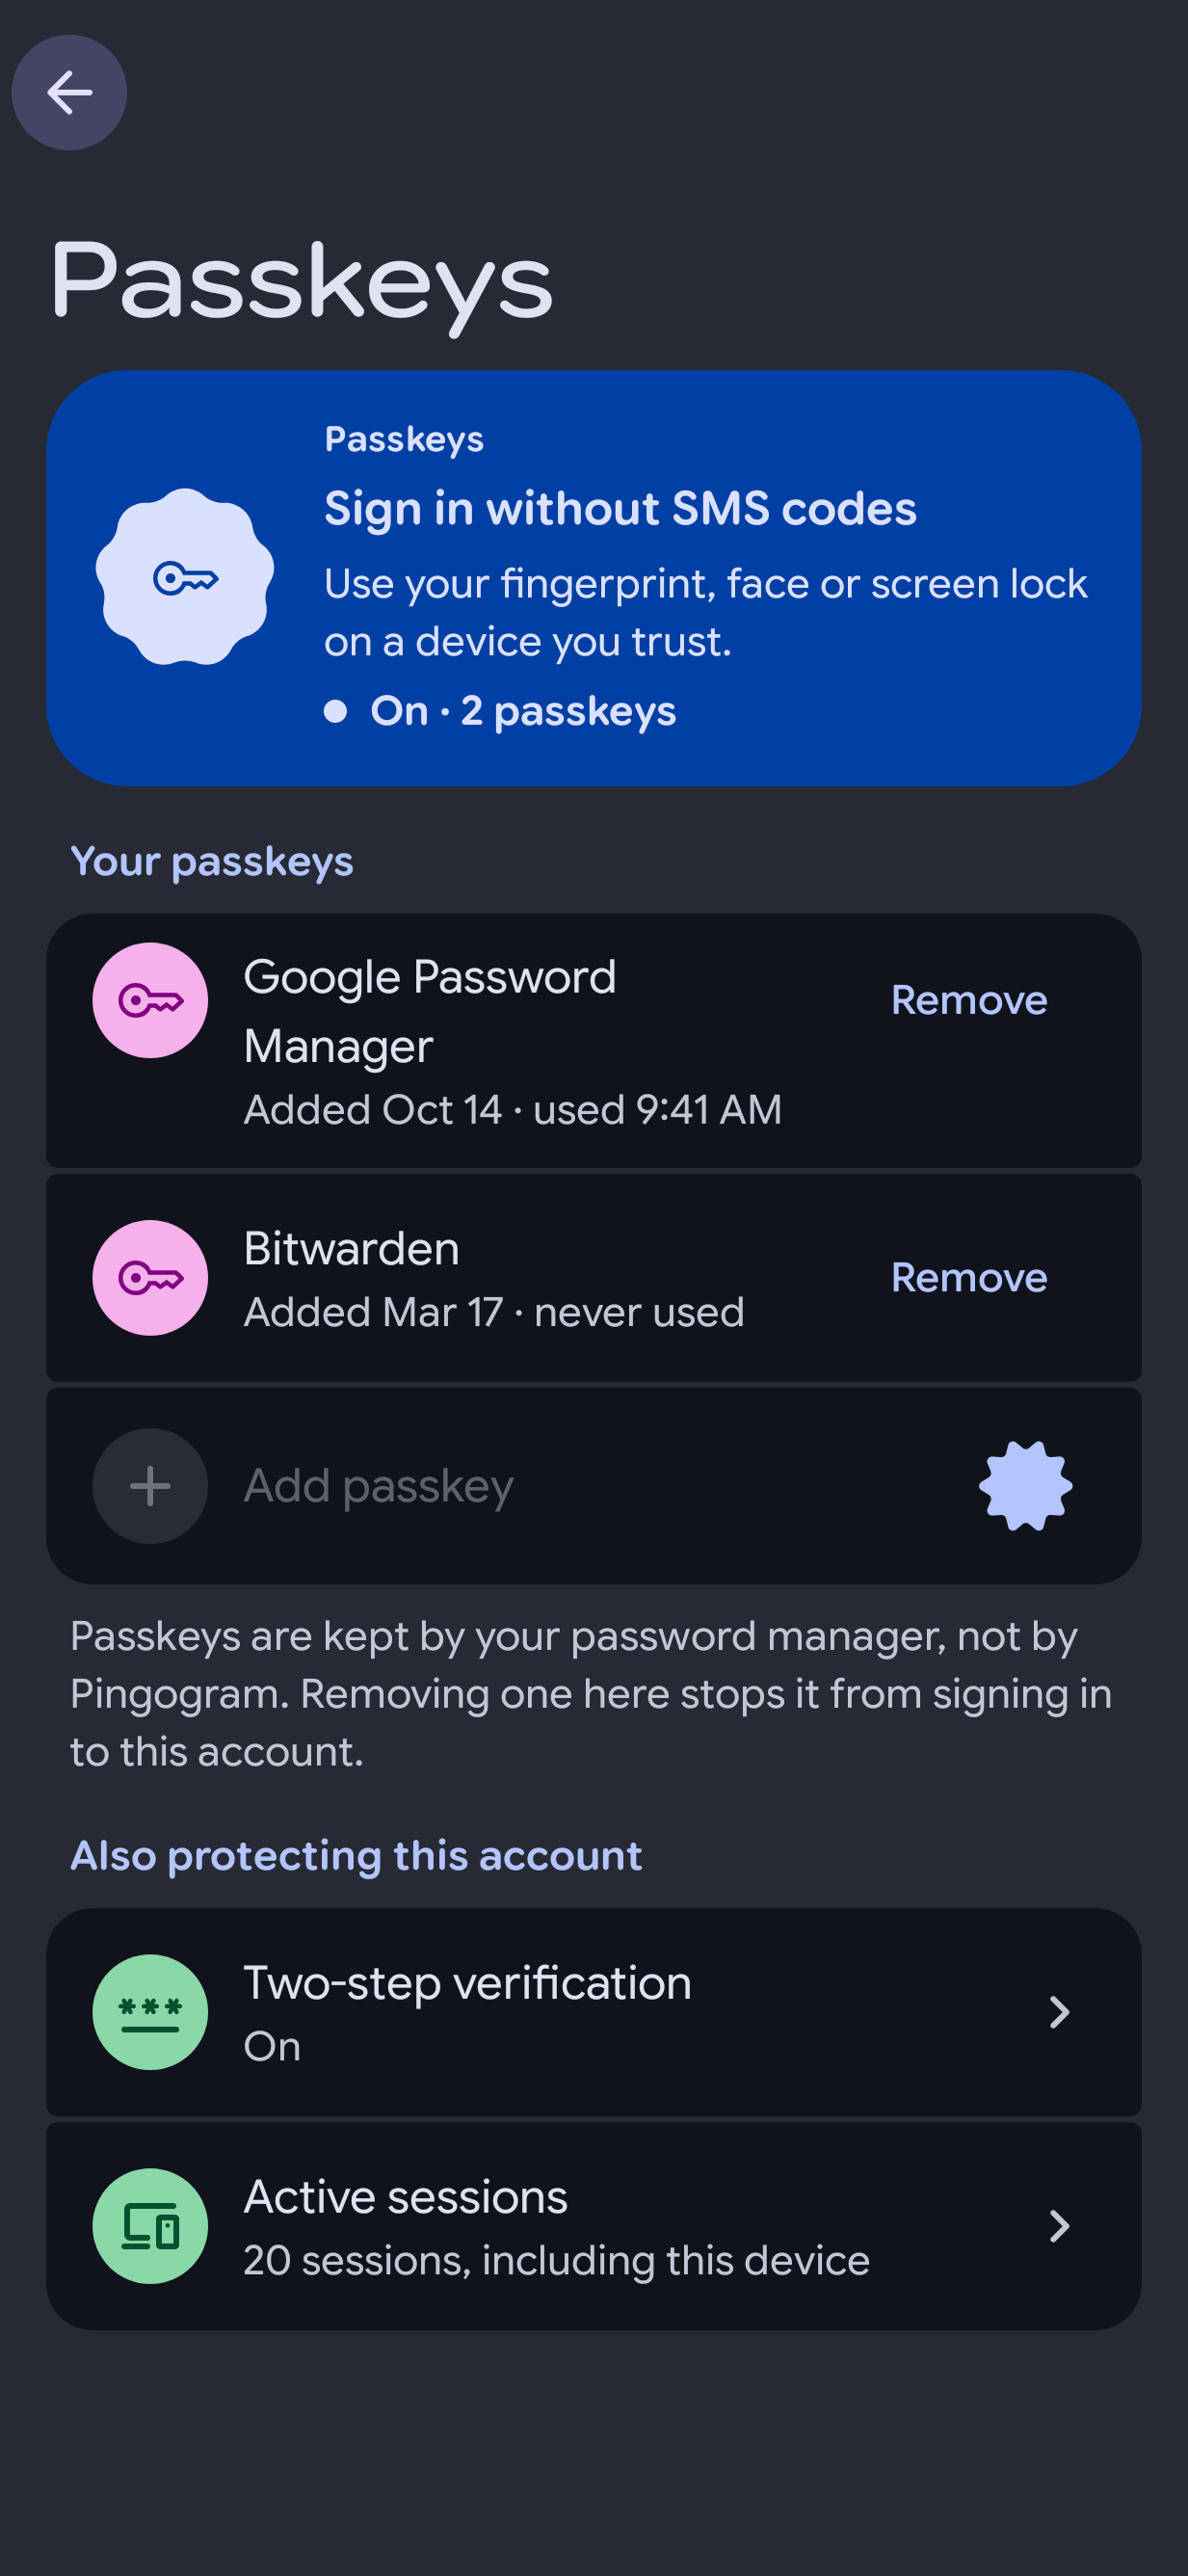 Passkeys
Passkeys
Sign in without SMS codes
Use your fingerprint, face or screen lock
on a device you trust.
On · 2 passkeys
Your passkeys
Google Password
Manager
Added Oct 14 · used 9:41 AM
Remove
Bitwarden
Added Mar 17 · never used
Remove
Add passkey
Passkeys are kept by your password manager, not by
Pingogram. Removing one here stops it from signing in
to this account.
Also protecting this account
Two-step verification
On
Active sessions
20 sessions, including this device